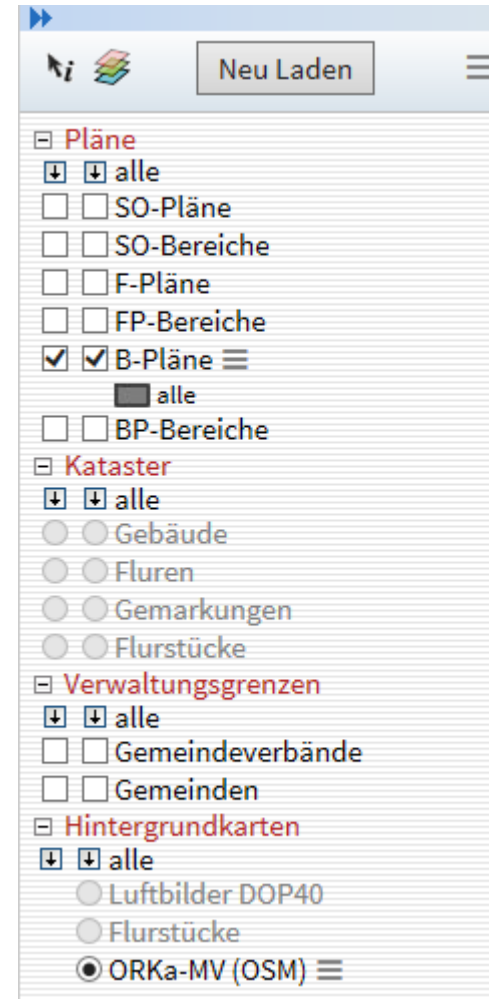 Neu Laden
Pläne
alle
SO-Pläne
SO-Bereiche
F-Pläne
FP-Bereiche
B-Pläne
alle
BP-Bereiche
Kataster
alle
Gebäude
Fluren
Gemarkungen
Flurstücke
Verwaltungsgrenzen
alle
Gemeindeverbände
Gemeinden
Hintergrundkarten
alle
Luftbilder DOP40
Flurstücke
ORKa-MV (OSM)